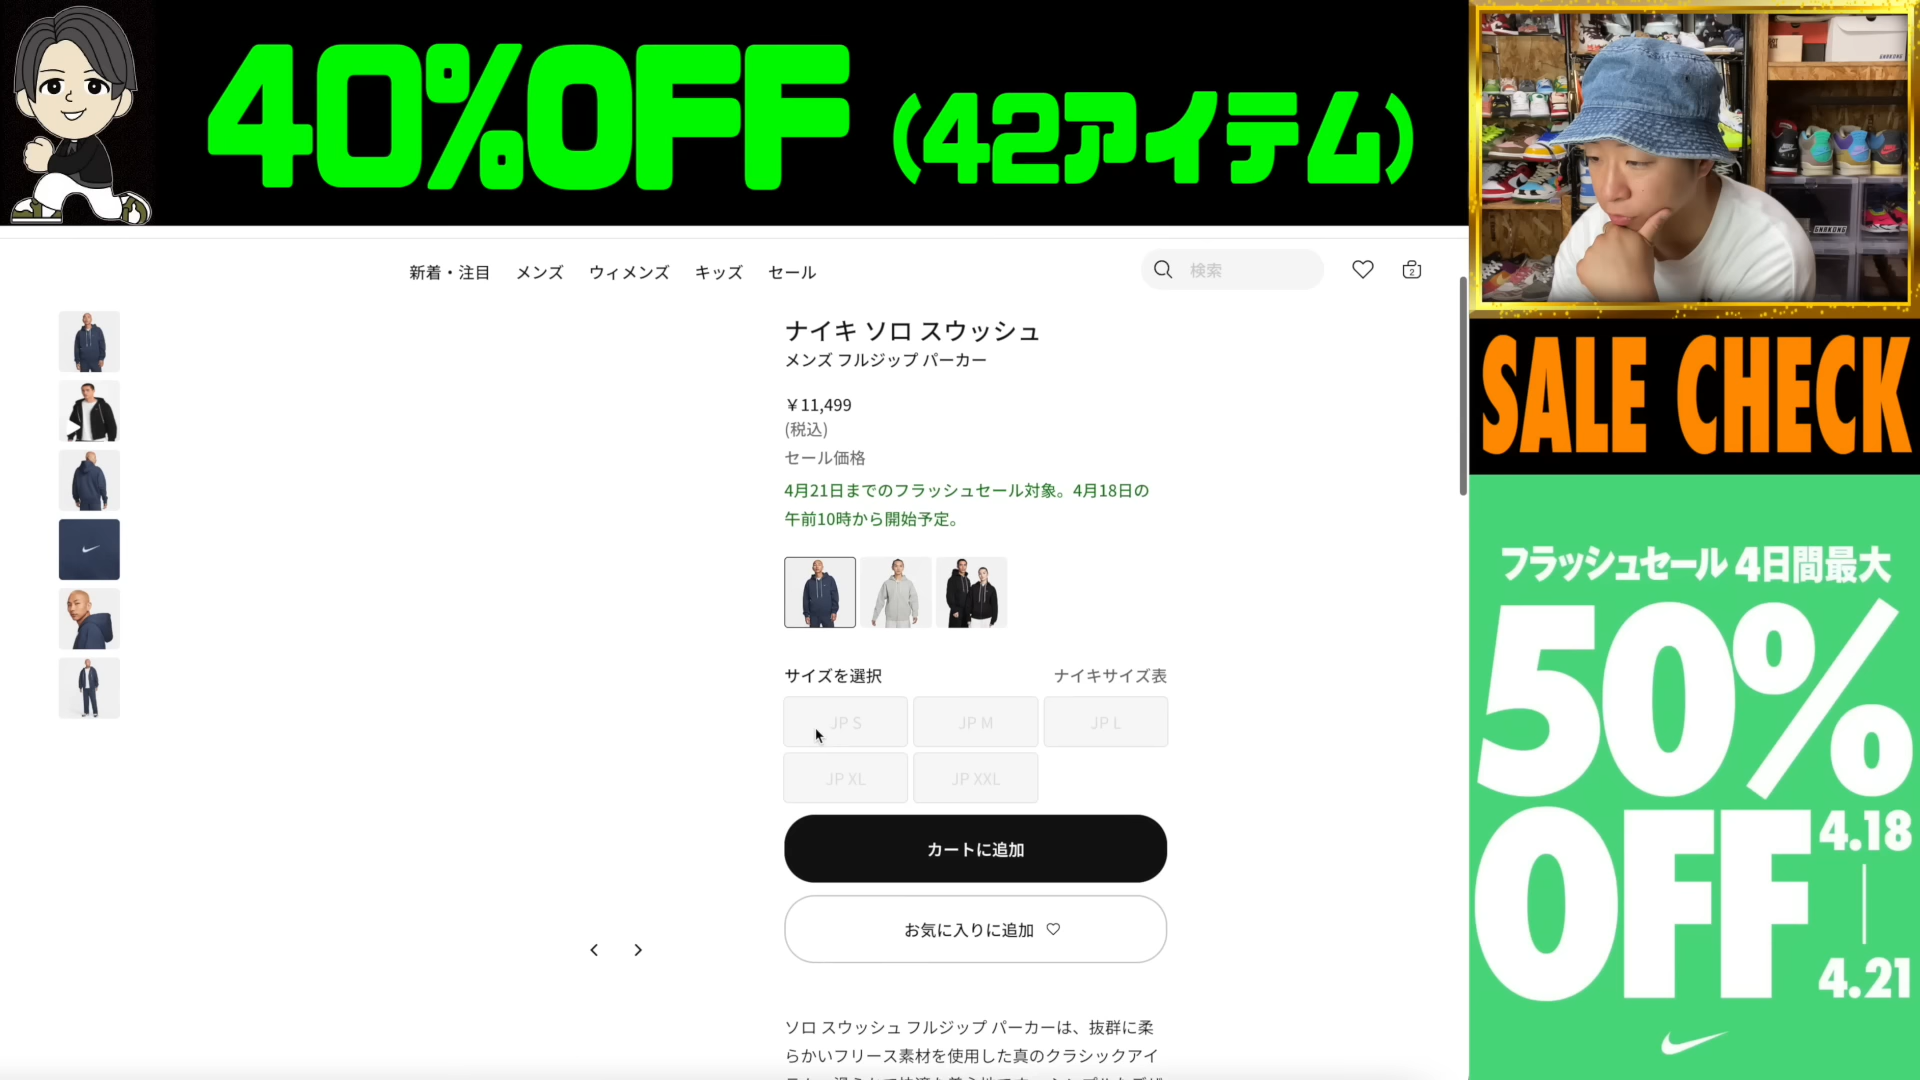 40%OFF (42アイテム)
新着・注目 メンズ ウィメンズ キッズ セール
検索
2
ナイキ ソロ スウッシュ
メンズ フルジップ パーカー
￥11,499
(税込)
セール価格
4月21日までのフラッシュセール対象。4月18日の
午前10時から開始予定。
サイズを選択 ナイキサイズ表
JP S JP M JP L
JP XL JP XXL
カートに追加
お気に入りに追加
ソロ スウッシュ フルジップ パーカーは、抜群に柔
らかいフリース素材を使用した真のクラシックアイ
SALE CHECK
フラッシュセール 4日間最大
50%
OFF
4.18
4.21